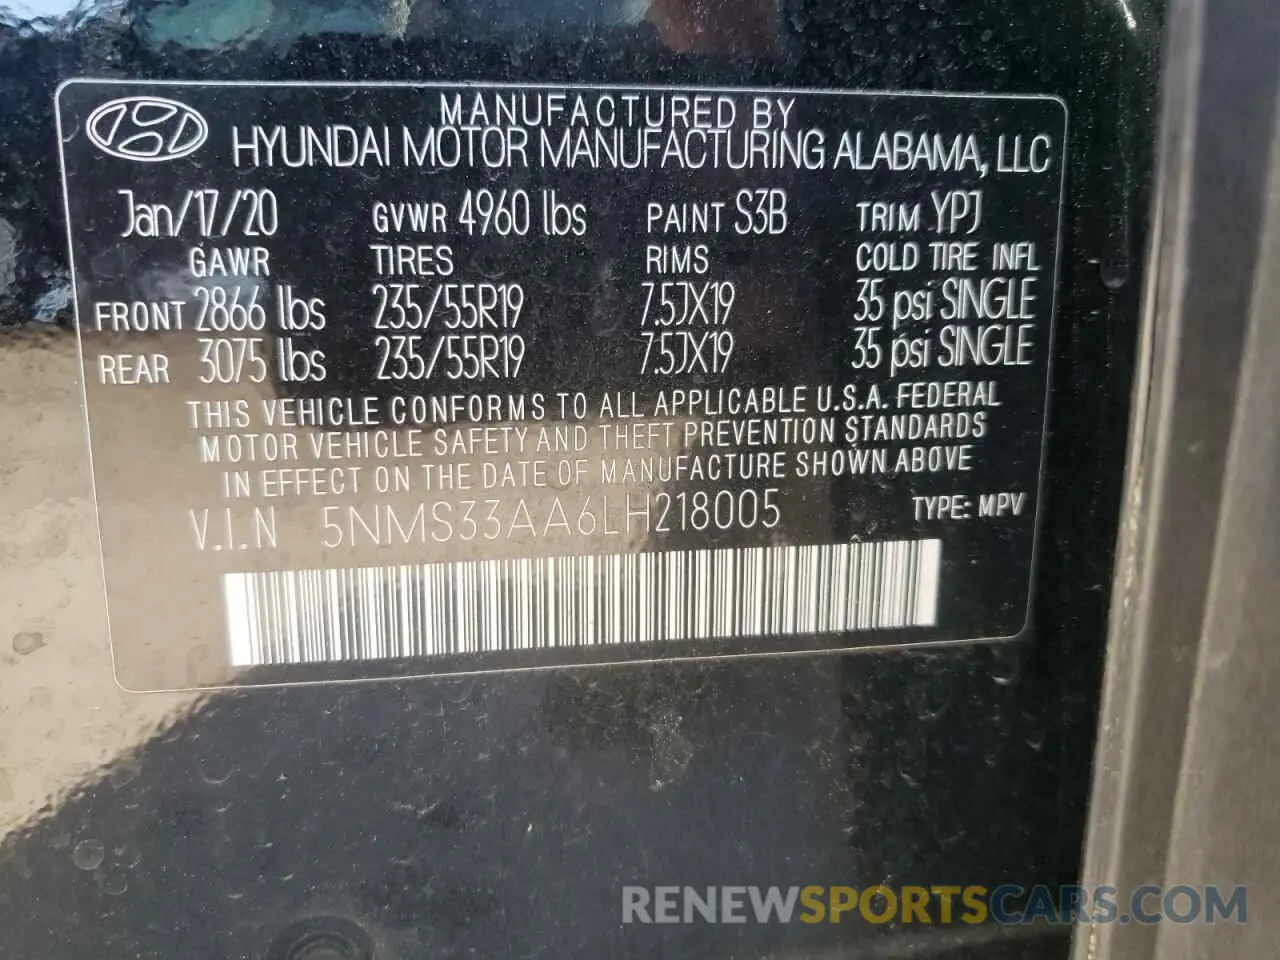 MANUFACTURED BY
HYUNDAI MOTOR MANUFACTURING ALABAMA, LLC
Jan/17/20 GVWR 4960 lbs PAINT S3B TRIM YPJ
GAWR TIRES RIMS COLD TIRE INFL
FRONT 2866 lbs 235/55R19 7.5JX19 35 psi SINGLE
REAR 3075 lbs 235/55R19 7.5JX19 35 psi SINGLE
THIS VEHICLE CONFORMS TO ALL APPLICABLE U.S.A. FEDERAL
MOTOR VEHICLE SAFETY AND THEFT PREVENTION STANDARDS
IN EFFECT ON THE DATE OF MANUFACTURE SHOWN ABOVE
V.I.N 5NMS33AA6LH218005 TYPE: MPV
RENEWSPORTSCARS.COM